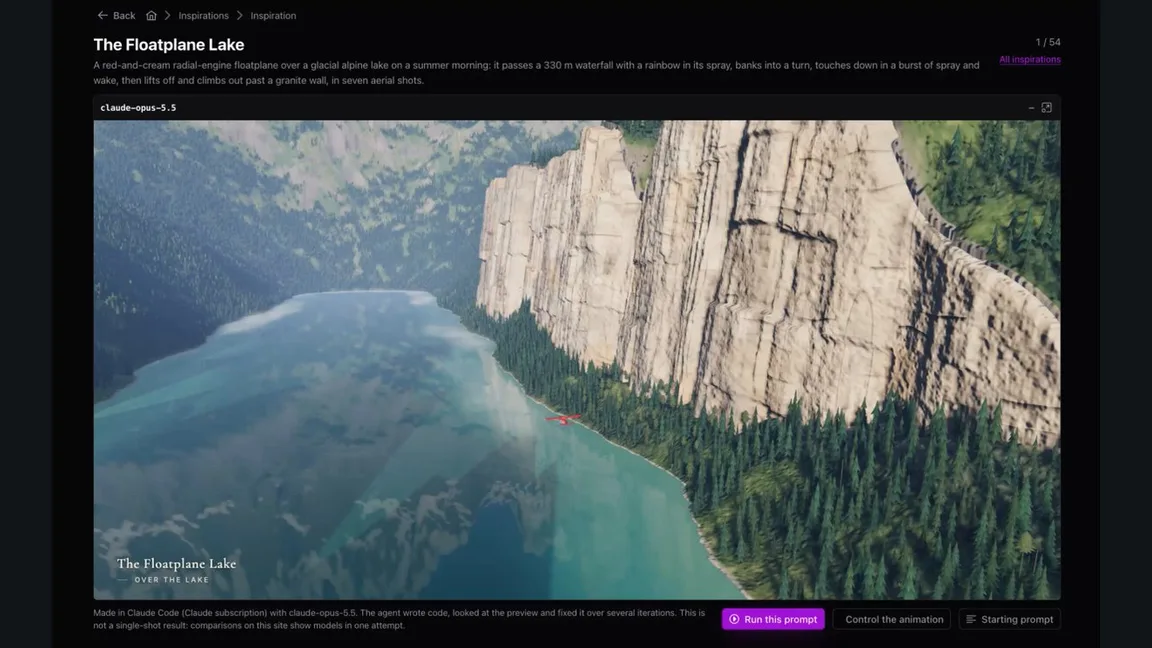 Back Inspirations Inspiration
The Floatplane Lake
1 / 54
A red-and-cream radial-engine floatplane over a glacial alpine lake on a summer morning: it passes a 330 m waterfall with a rainbow in its spray, banks into a turn, touches down in a burst of spray and
wake, then lifts off and climbs out past a granite wall, in seven aerial shots.
All inspirations
claude-opus-5.5
The Floatplane Lake
OVER THE LAKE
Made in Claude Code (Claude subscription) with claude-opus-5.5. The agent wrote code, looked at the preview and fixed it over several iterations. This is
not a single-shot result: comparisons on this site show models in one attempt.
Run this prompt
Control the animation
Starting prompt